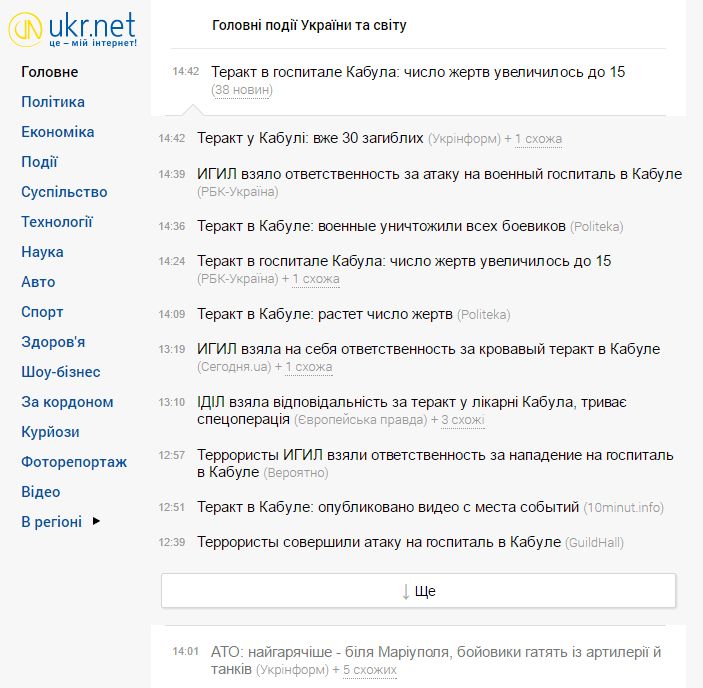 ukr.net
це – мій інтернет!
Головне
Політика
Економіка
Події
Суспільство
Технології
Наука
Авто
Спорт
Здоров'я
Шоу-бізнес
За кордоном
Курйози
Фоторепортаж
Відео
В регіоні
Головні події України та світу
14:42 Теракт в госпитале Кабула: число жертв увеличилось до 15
(38 новин)
14:42 Теракт у Кабулі: вже 30 загиблих (Укрінформ) + 1 схожа
14:39 ИГИЛ взяло ответственность за атаку на военный госпиталь в Кабуле
(РБК-Україна)
14:36 Теракт в Кабуле: военные уничтожили всех боевиков (Politeka)
14:24 Теракт в госпитале Кабула: число жертв увеличилось до 15
(РБК-Україна) + 1 схожа
14:09 Теракт в Кабуле: растет число жертв (Politeka)
13:19 ИГИЛ взяла на себя ответственность за кровавый теракт в Кабуле
(Сегодня.ua) + 1 схожа
13:10 ІДІЛ взяла відповідальність за теракт у лікарні Кабула, триває
спецоперація (Європейська правда) + 3 схожі
12:57 Террористы ИГИЛ взяли ответственность за нападение на госпиталь
в Кабуле (Вероятно)
12:51 Теракт в Кабуле: опубликовано видео с места событий (10minut.info)
12:39 Террористы совершили атаку на госпиталь в Кабуле (GuildHall)
↓ Ще
14:01 АТО: найгарячіше - біля Маріуполя, бойовики гатять із артилерії й
танків (Укрінформ) + 5 схожих